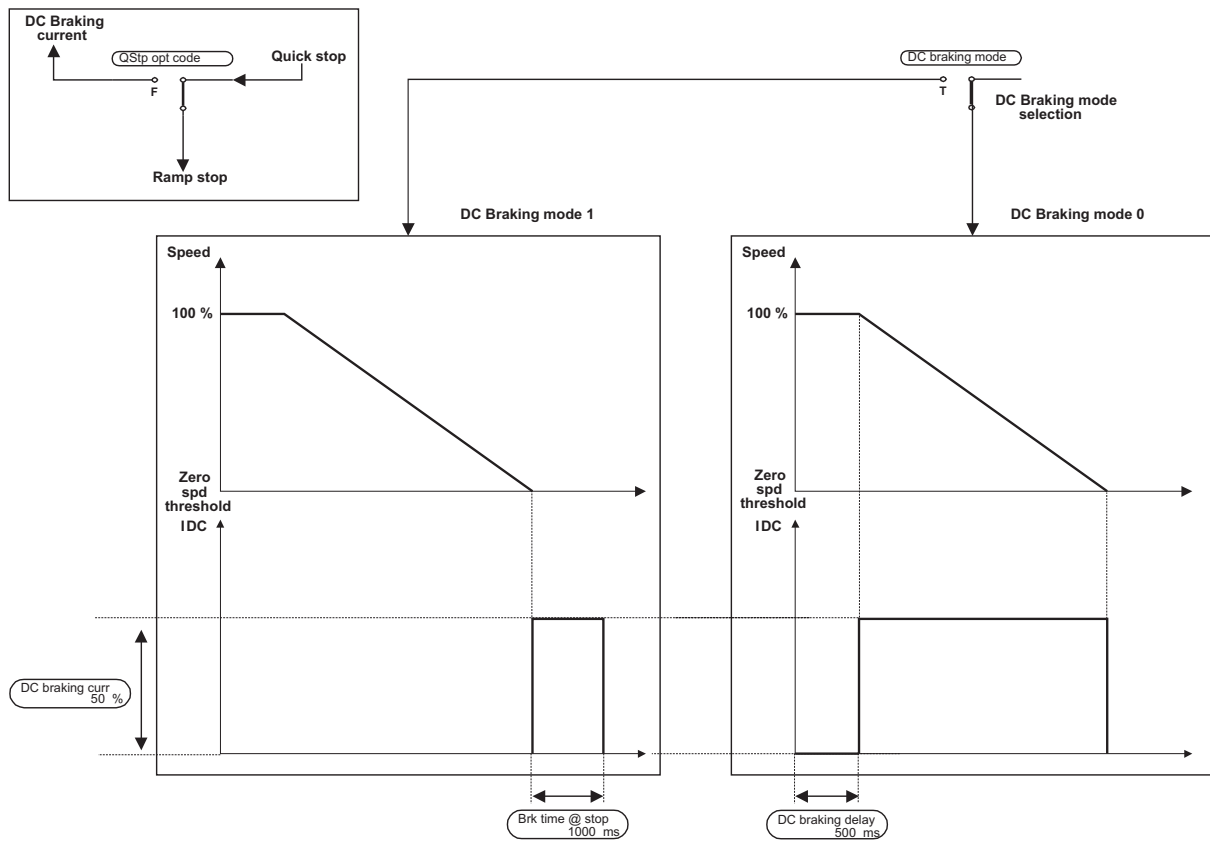 DC Braking
current
QStp opt code
Quick stop
F
Ramp stop
DC braking mode
T
DC Braking mode
selection
DC Braking mode 1
DC Braking mode 0
Speed
100 %
Zero
spd
threshold
IDC
Speed
100 %
Zero
spd
threshold
IDC
DC braking curr
50 %
Brk time @ stop
1000 ms
DC braking delay
500 ms